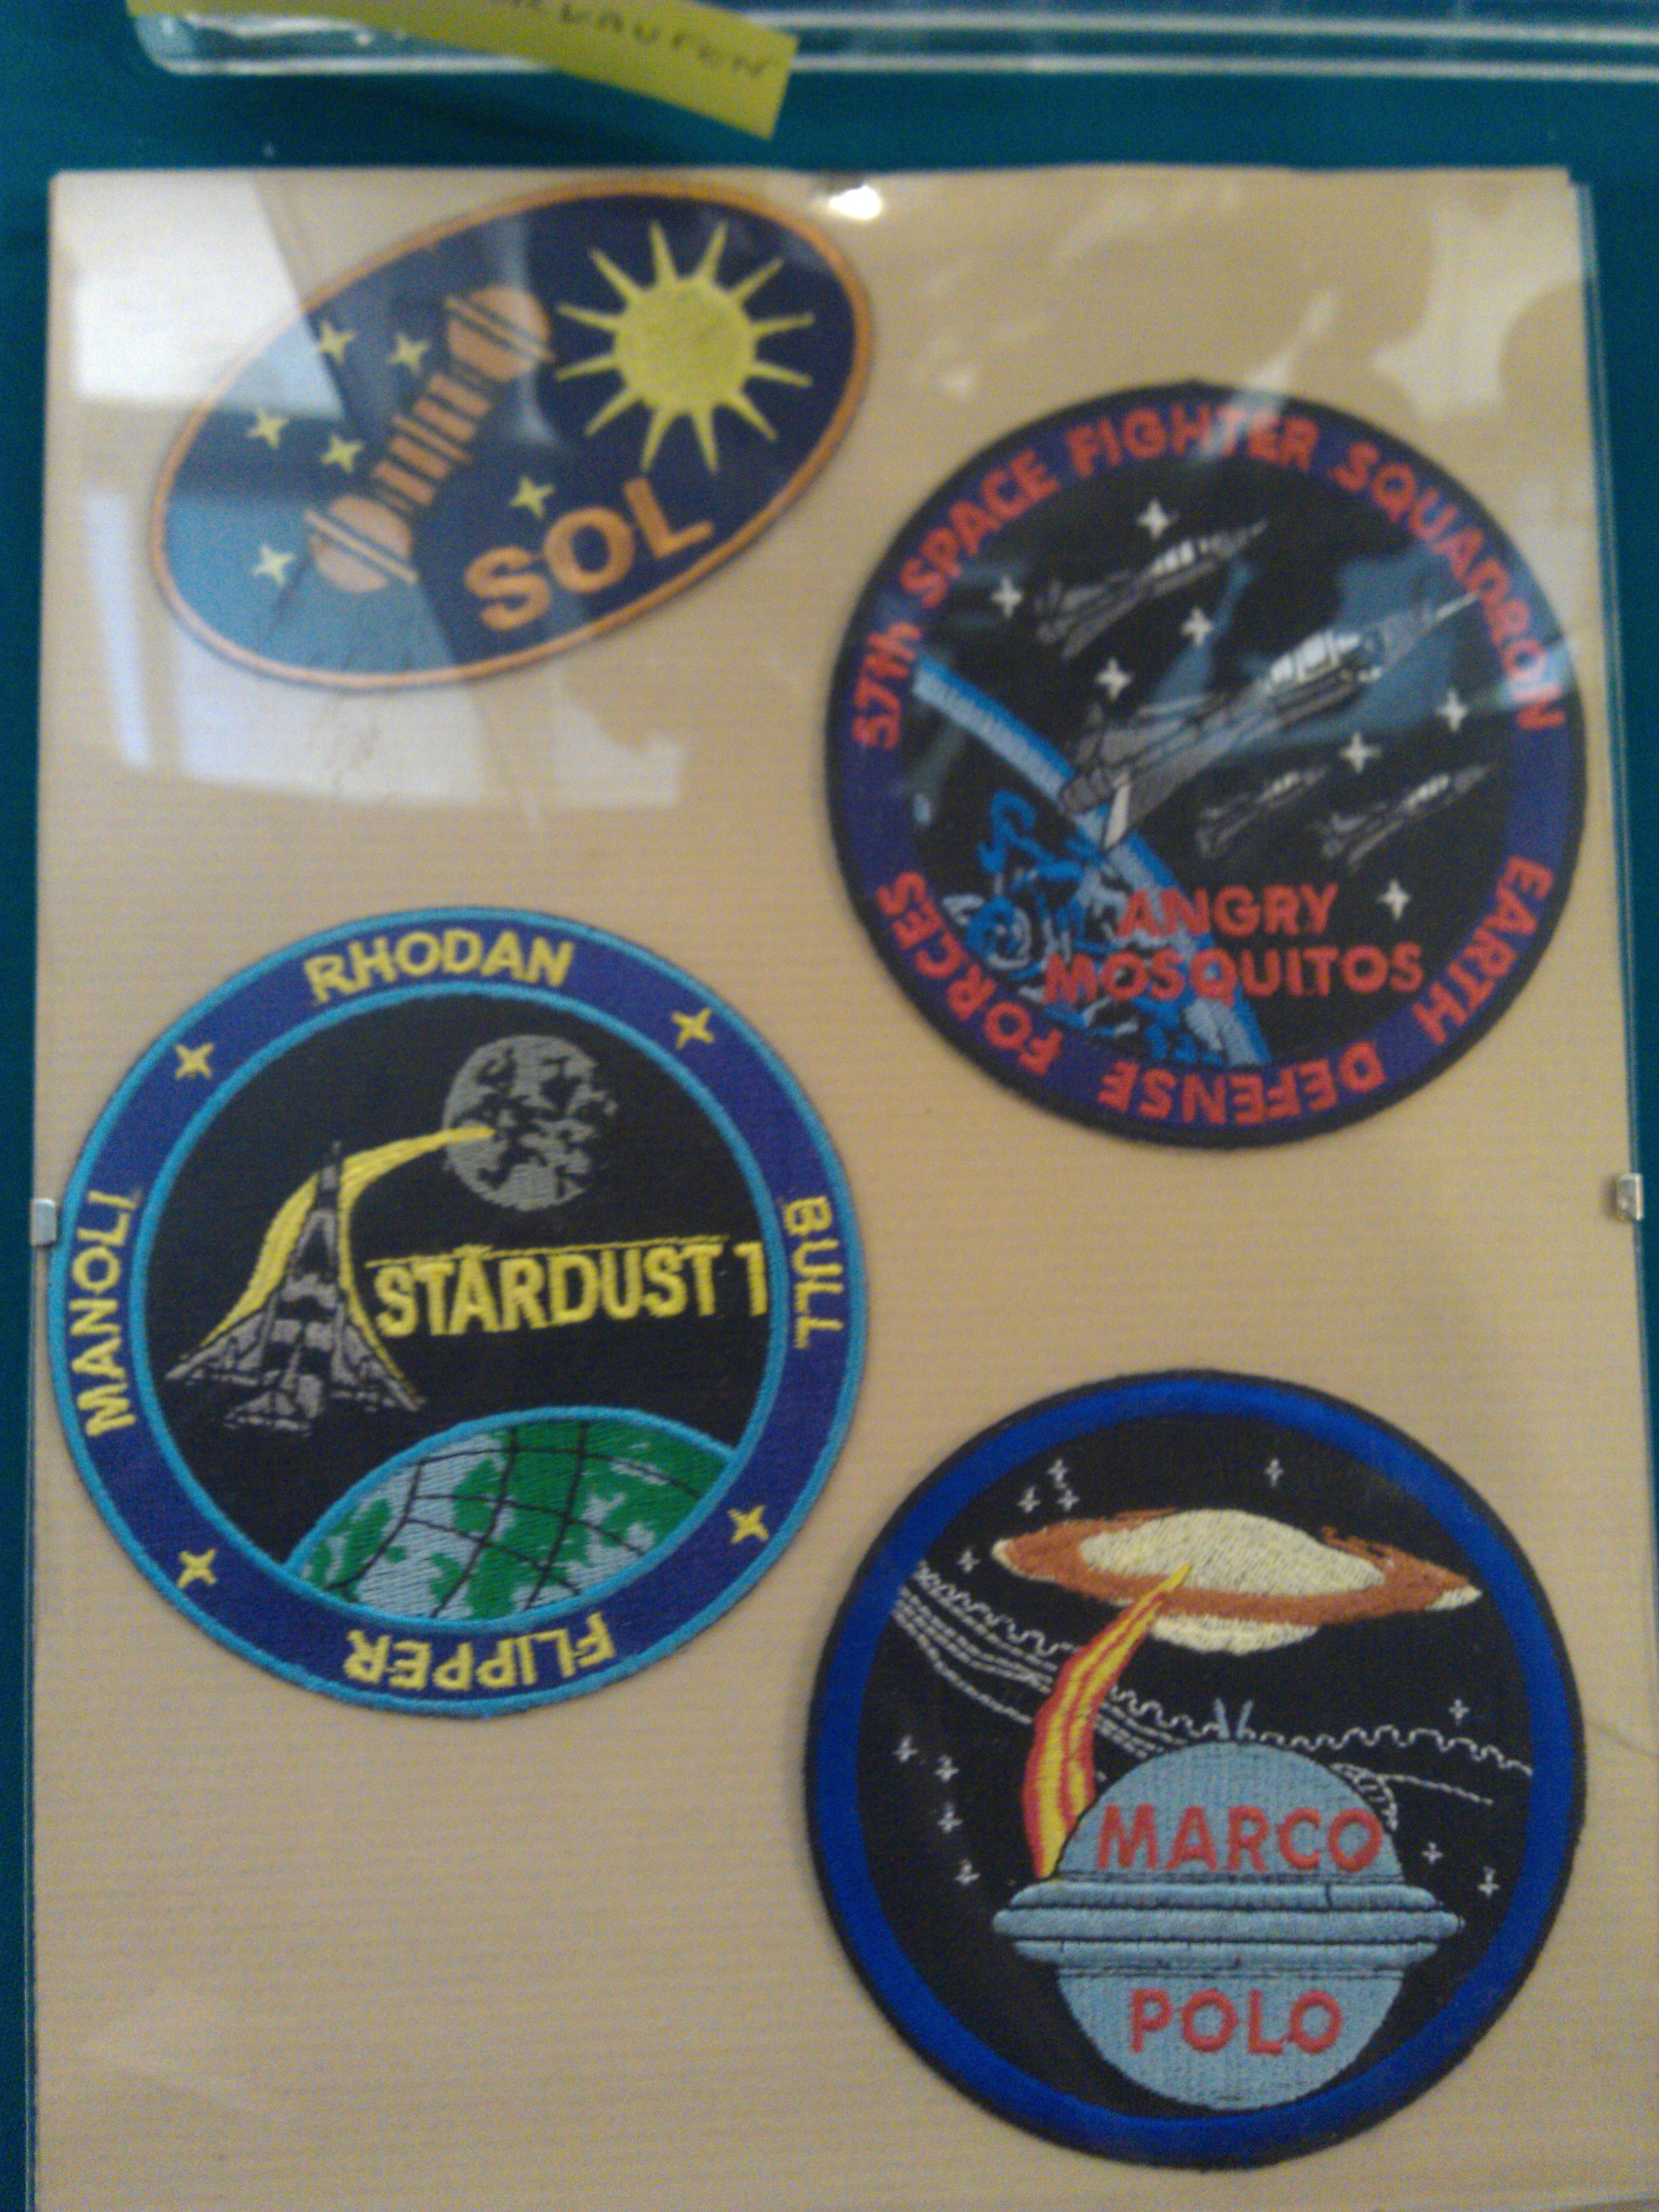 SOL
57th SPACE FIGHTER SQUADRON
ANGRY
MOSQUITOS
EARTH DEFENSE FORCES
RHODAN
BULL
FLIPPER
MANOLI
STARDUST 1
MARCO
POLO